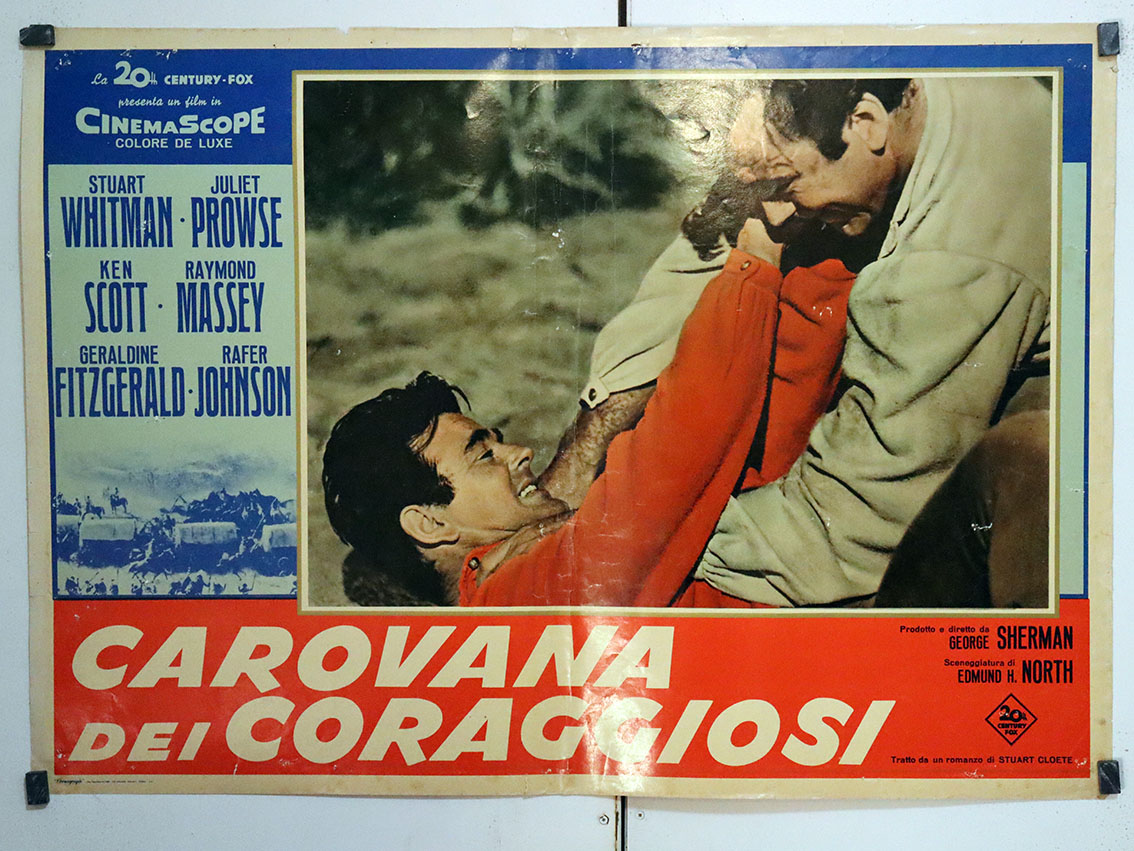 La 20th CENTURY-FOX
presenta un film in
CINEMASCOPE
COLORE DE LUXE
STUART WHITMAN · JULIET PROWSE
KEN SCOTT · RAYMOND MASSEY
GERALDINE FITZGERALD · RAFER JOHNSON
CAROVANA
DEI CORAGGIOSI
Prodotto e diretto da
GEORGE SHERMAN
Sceneggiatura di
EDMUND H. NORTH
20th
CENTURY
FOX
Tratto da un romanzo di STUART CLOETE